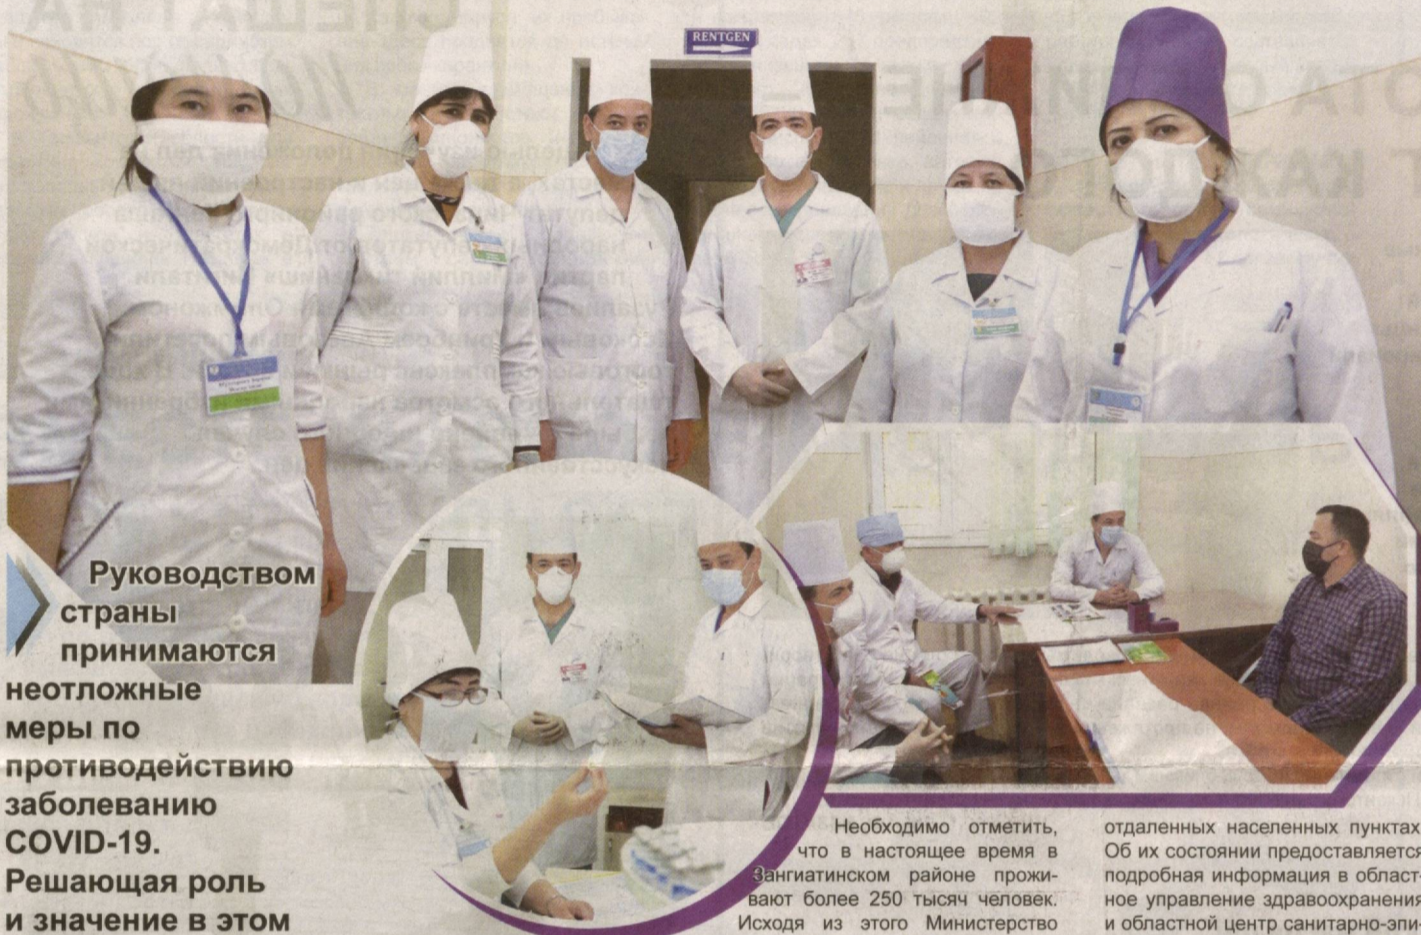 RENTGEN
Руководством
страны
принимаются
неотложные
меры по
противодействию
заболеванию
COVID-19.
Решающая роль
и значение в этом
Необходимо отметить,
что в настоящее время в
Зангиатинском районе прожи-
вают более 250 тысяч человек.
Исходя из этого Министерство
отдаленных населенных пунктах
Об их состоянии предоставляется
подробная информация в област-
ное управление здравоохранения
и областной центр санитарно-эпи-